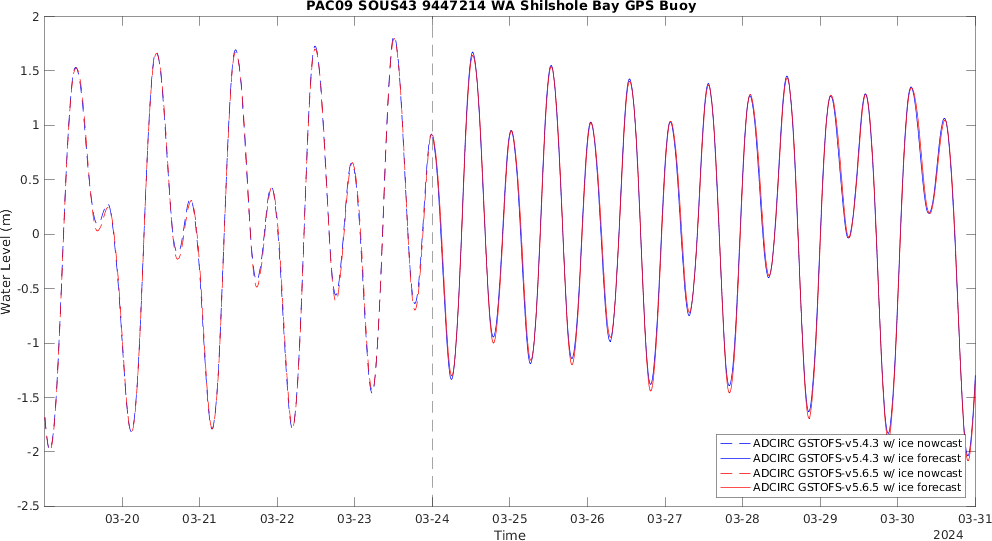 PAC09 SOUS43 9447214 WA Shilshole Bay GPS Buoy
Water Level (m)
2
1.5
1
0.5
0
-0.5
-1
-1.5
-2
-2.5
ADCIRC GSTOFS-v5.4.3 w/ ice nowcast
ADCIRC GSTOFS-v5.4.3 w/ ice forecast
ADCIRC GSTOFS-v5.6.5 w/ ice nowcast
ADCIRC GSTOFS-v5.6.5 w/ ice forecast
03-20 03-21 03-22 03-23 03-24 03-25 03-26 03-27 03-28 03-29 03-30 03-31
Time
2024